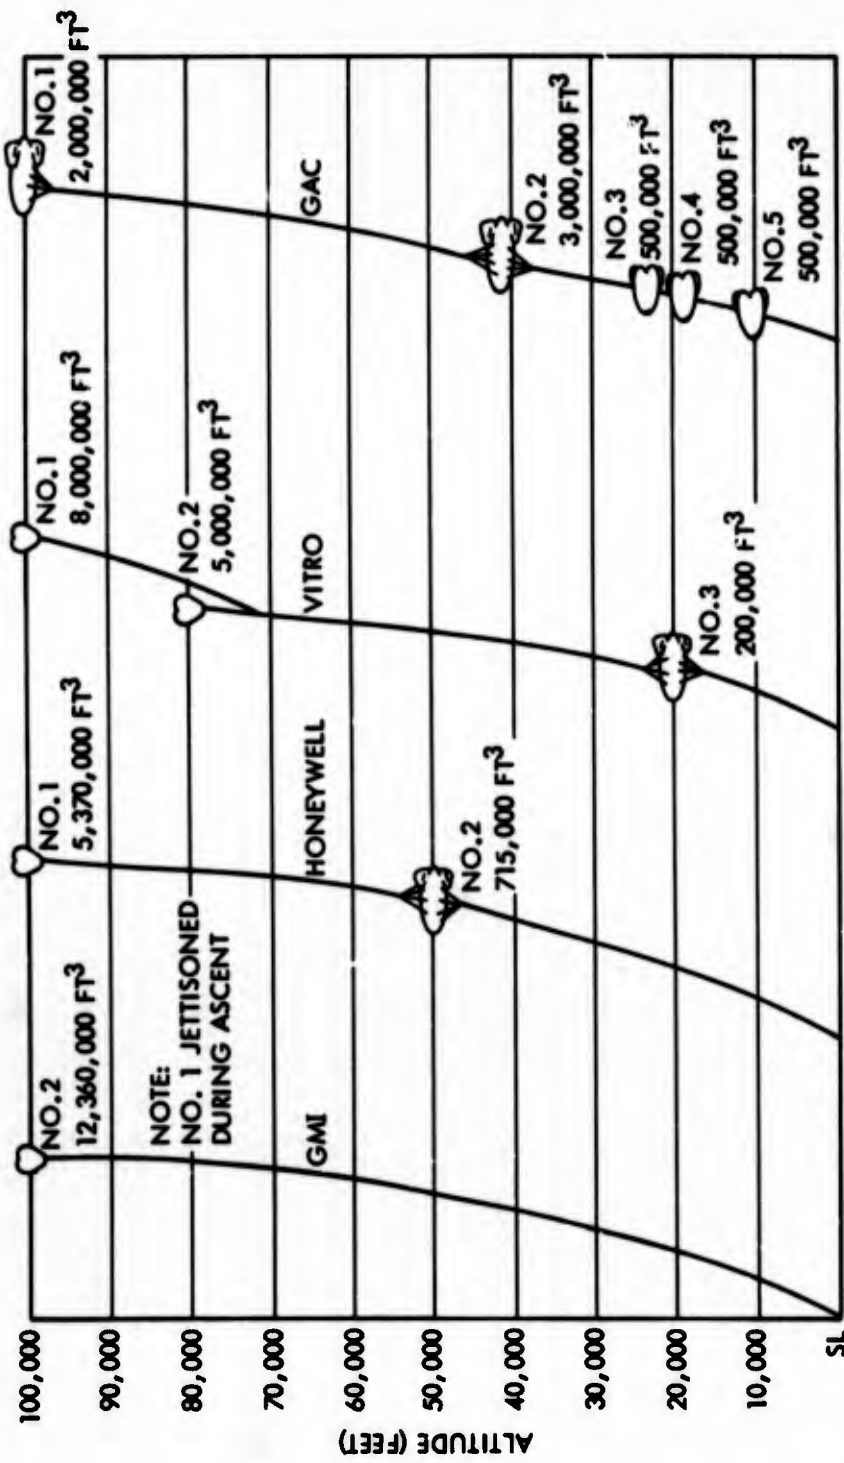 100,000
90,000
80,000
70,000
60,000
50,000
40,000
30,000
20,000
10,000
SL
ALTITUDE (FEET)
NO.2
12,360,000 FT³
NOTE:
NO. 1 JETTISONED
DURING ASCENT
GMI
NO.1
5,370,000 FT³
HONEYWELL
NO.2
715,000 FT³
NO.1
8,000,000 FT³
NO.2
5,000,000 FT³
VITRO
NO.3
200,000 FT³
NO.1
2,000,000 FT³
GAC
NO.2
3,000,000 FT³
NO.3
500,000 FT³
NO.4
500,000 FT³
NO.5
500,000 FT³